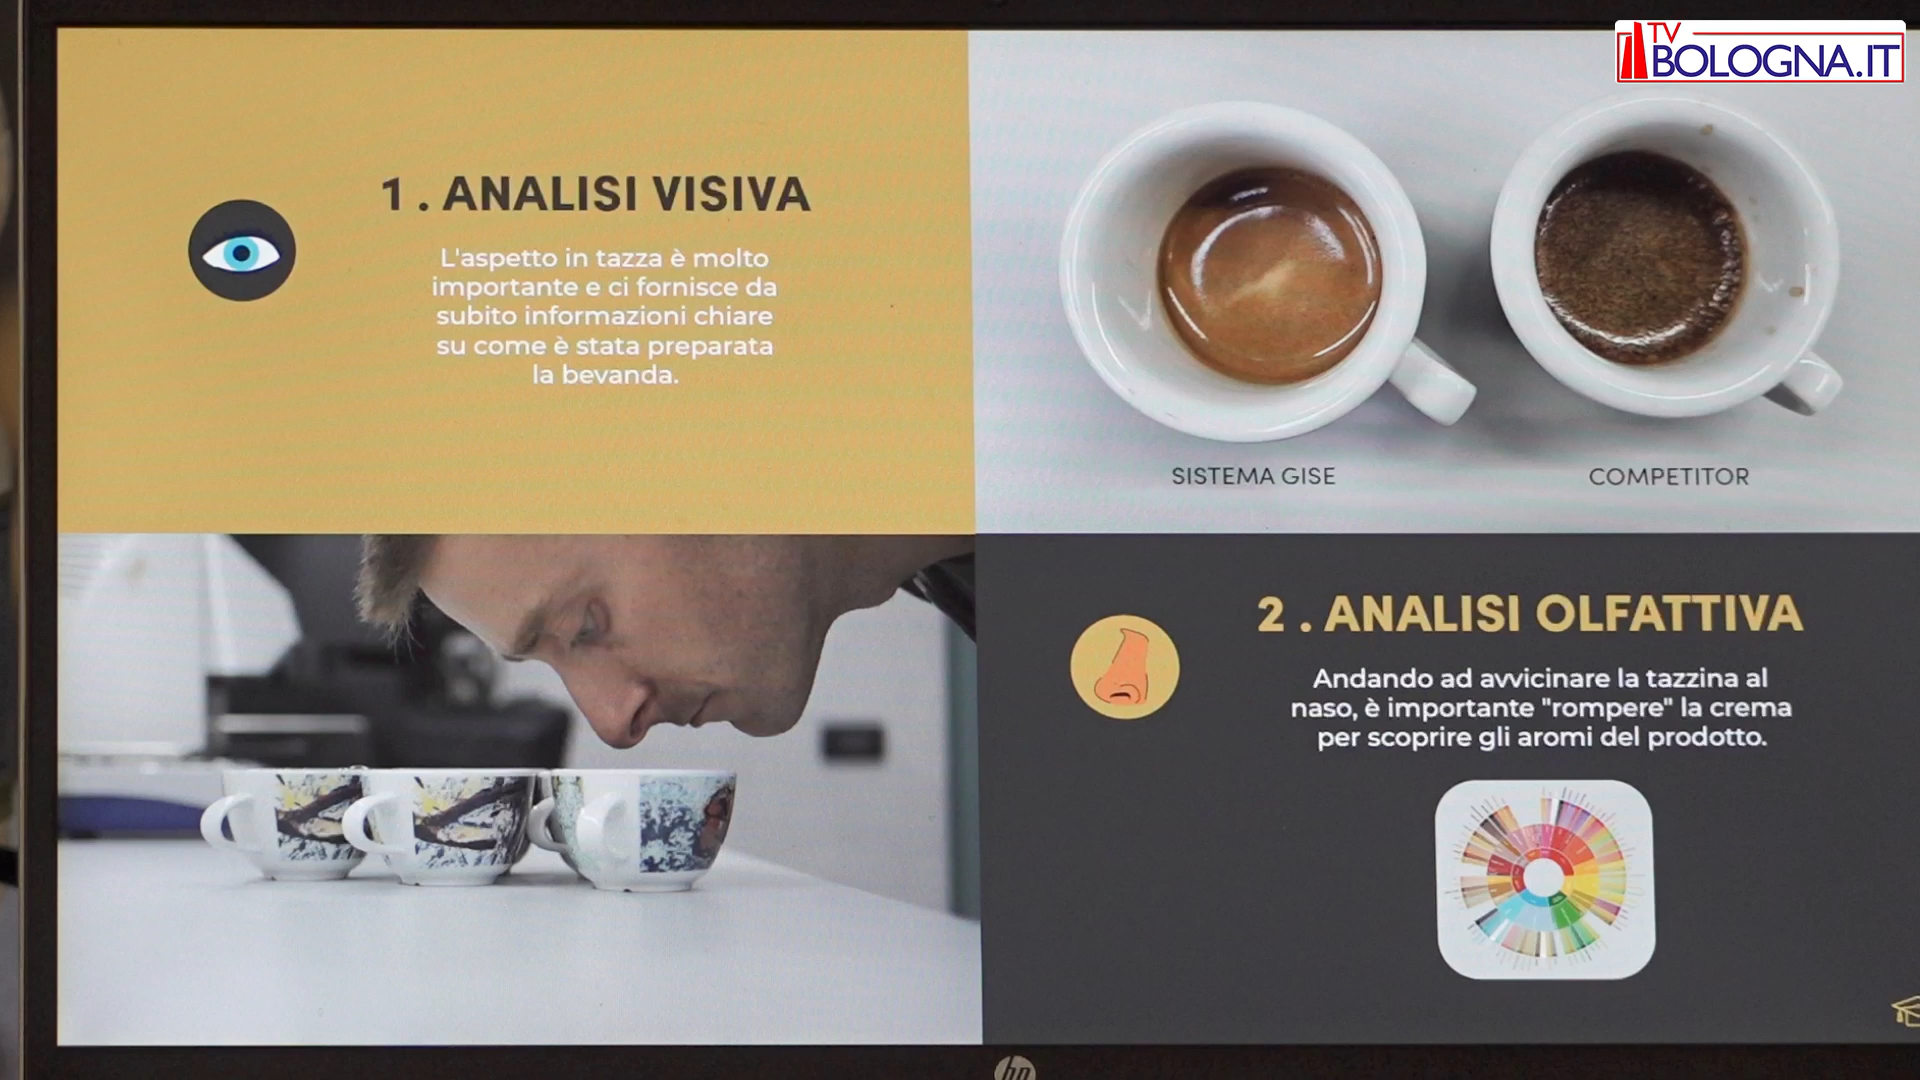 TV
BOLOGNA.IT
1 . ANALISI VISIVA
L'aspetto in tazza è molto
importante e ci fornisce da
subito informazioni chiare
su come è stata preparata
la bevanda.
SISTEMA GISE
COMPETITOR
2 . ANALISI OLFATTIVA
Andando ad avvicinare la tazzina al
naso, è importante "rompere" la crema
per scoprire gli aromi del prodotto.
hp